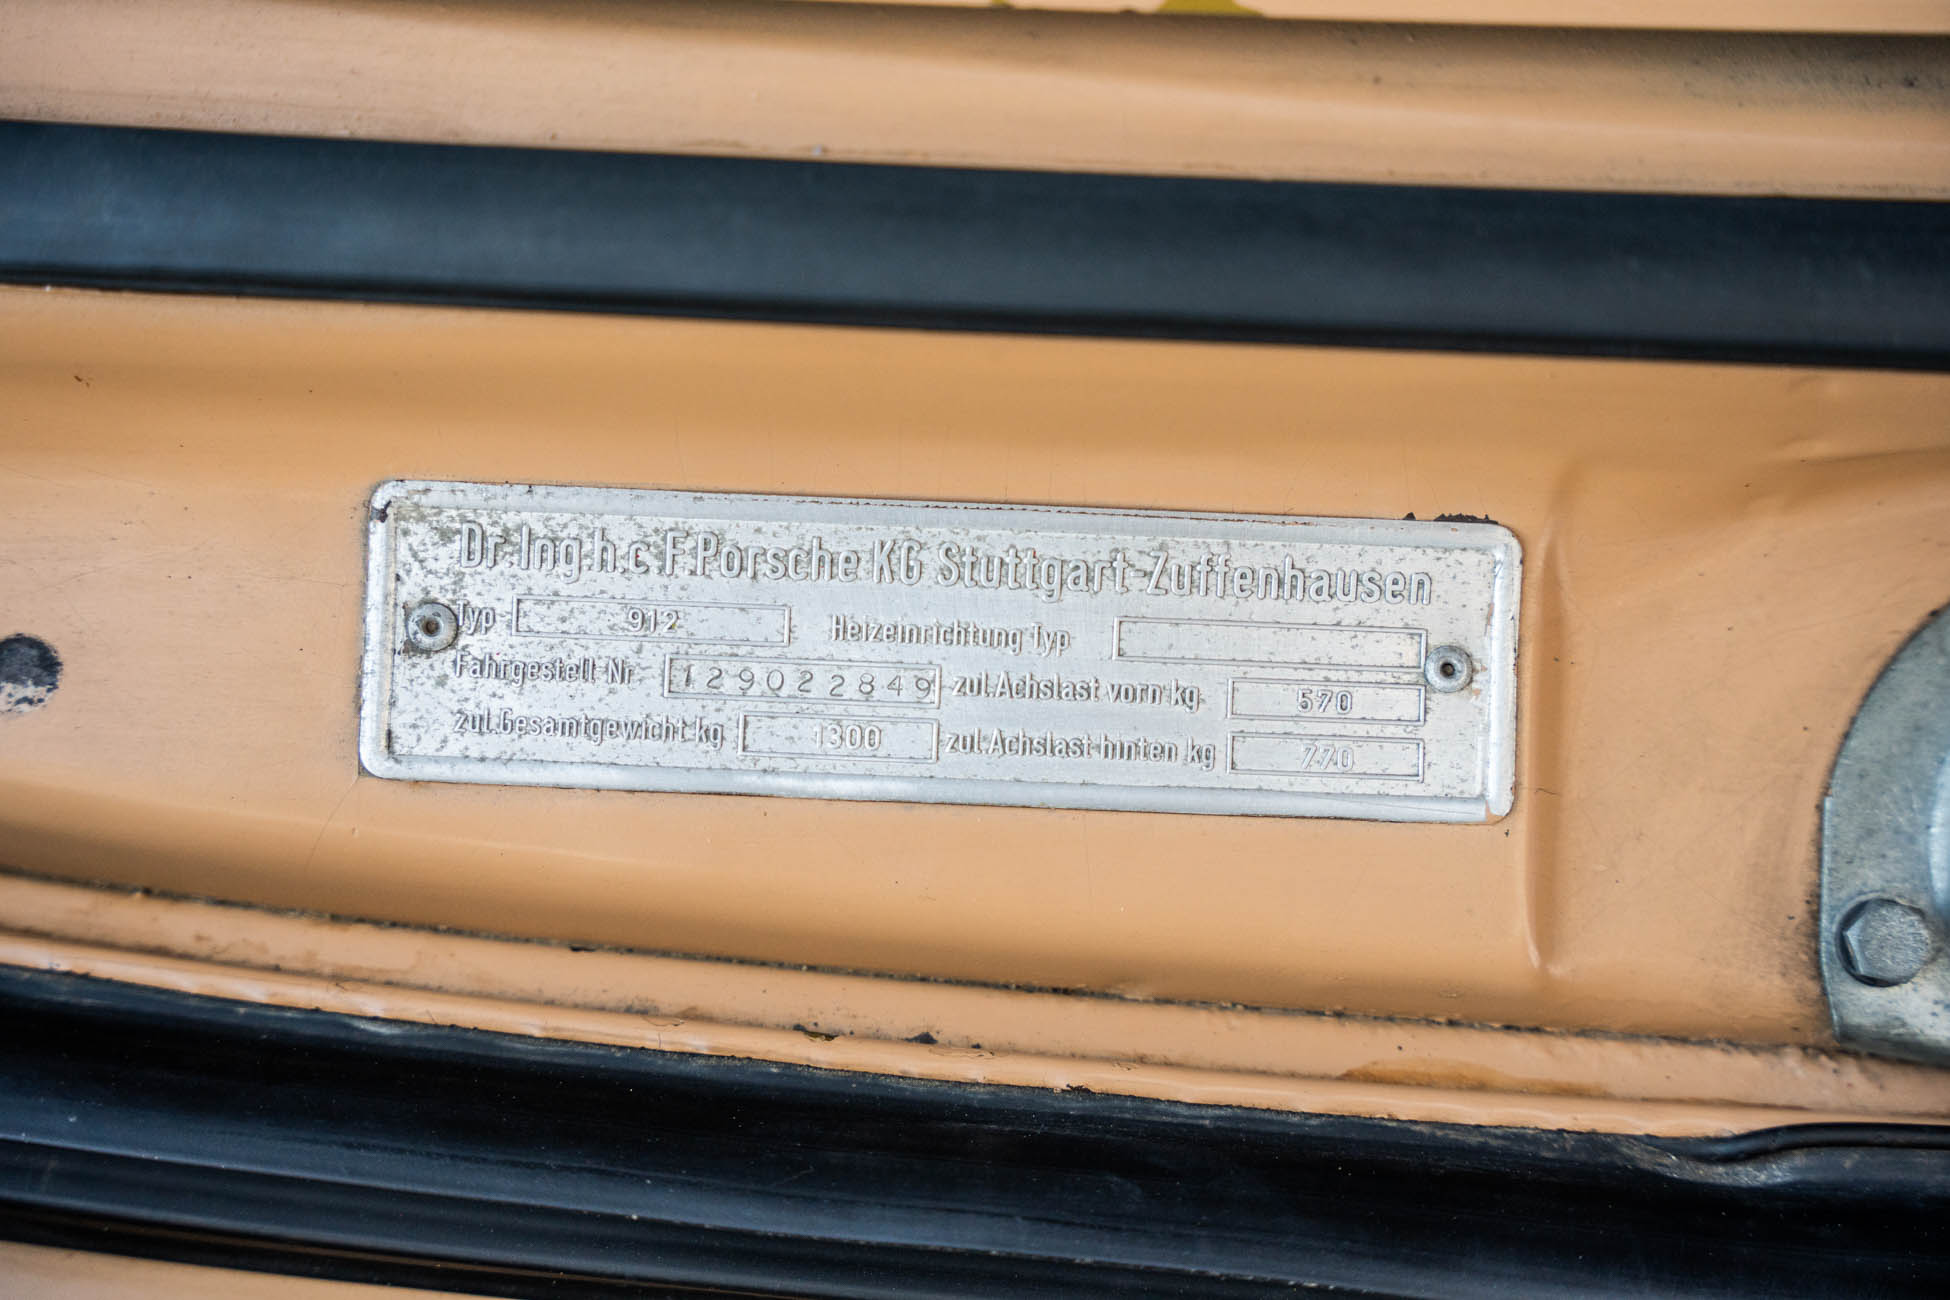 Dr. Ing. h.c. F. Porsche KG Stuttgart-Zuffenhausen
Typ 912 Heizeinrichtung Typ
Fahrgestell Nr. 129022849 zul. Achslast vorn kg 570
zul. Gesamtgewicht kg 1300 zul. Achslast hinten kg 770